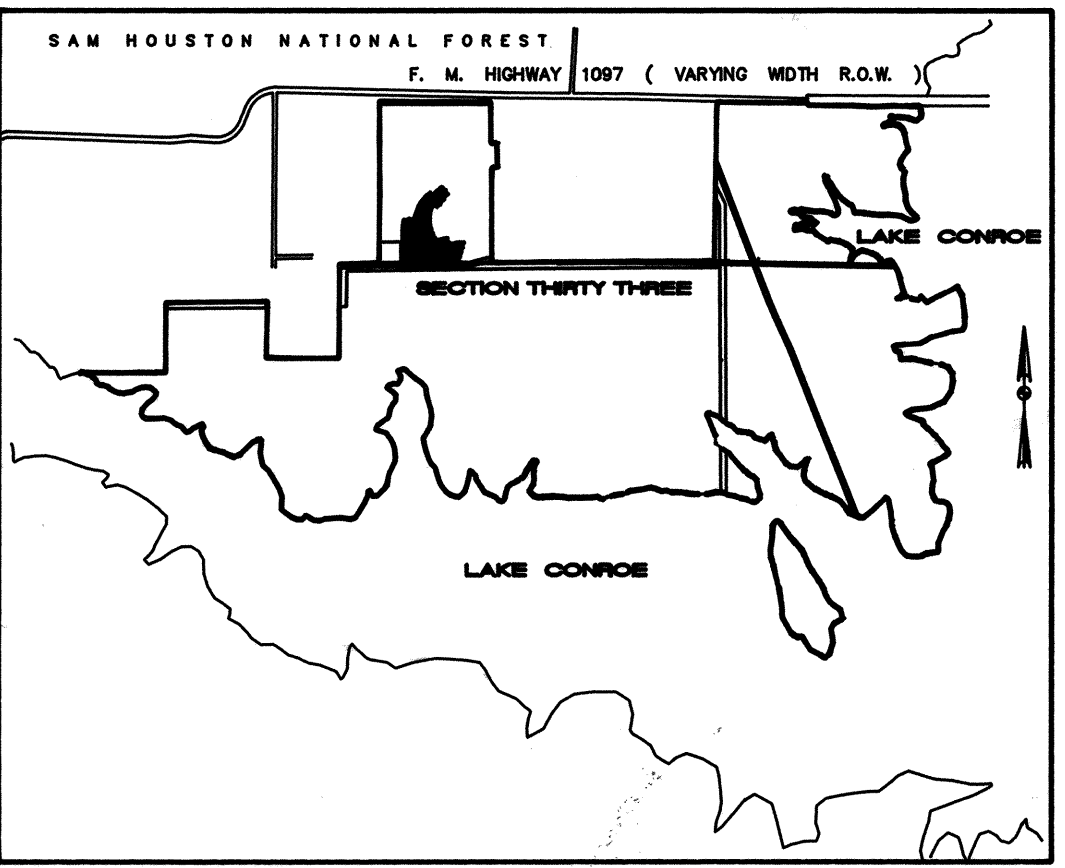 SAM HOUSTON NATIONAL FOREST
F. M. HIGHWAY 1097 ( VARYING WIDTH R.O.W. )
LAKE CONROE
SECTION THIRTY THREE
LAKE CONROE